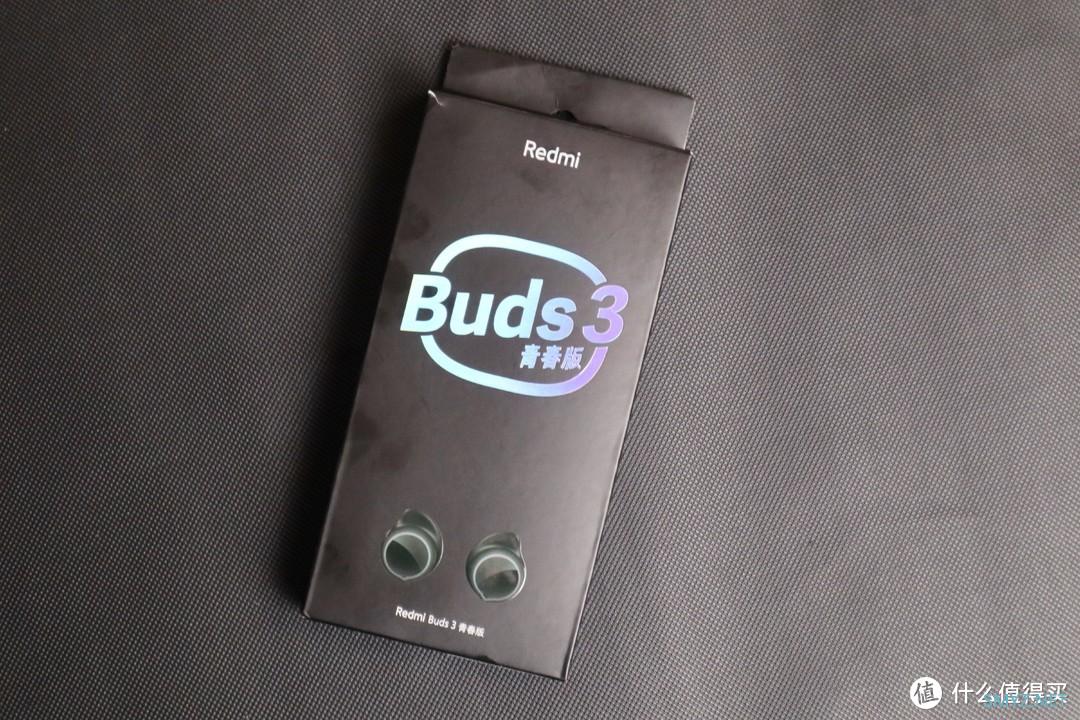 Redmi
Buds 3
青春版
Redmi Buds 3 青春版
值 什么值得买